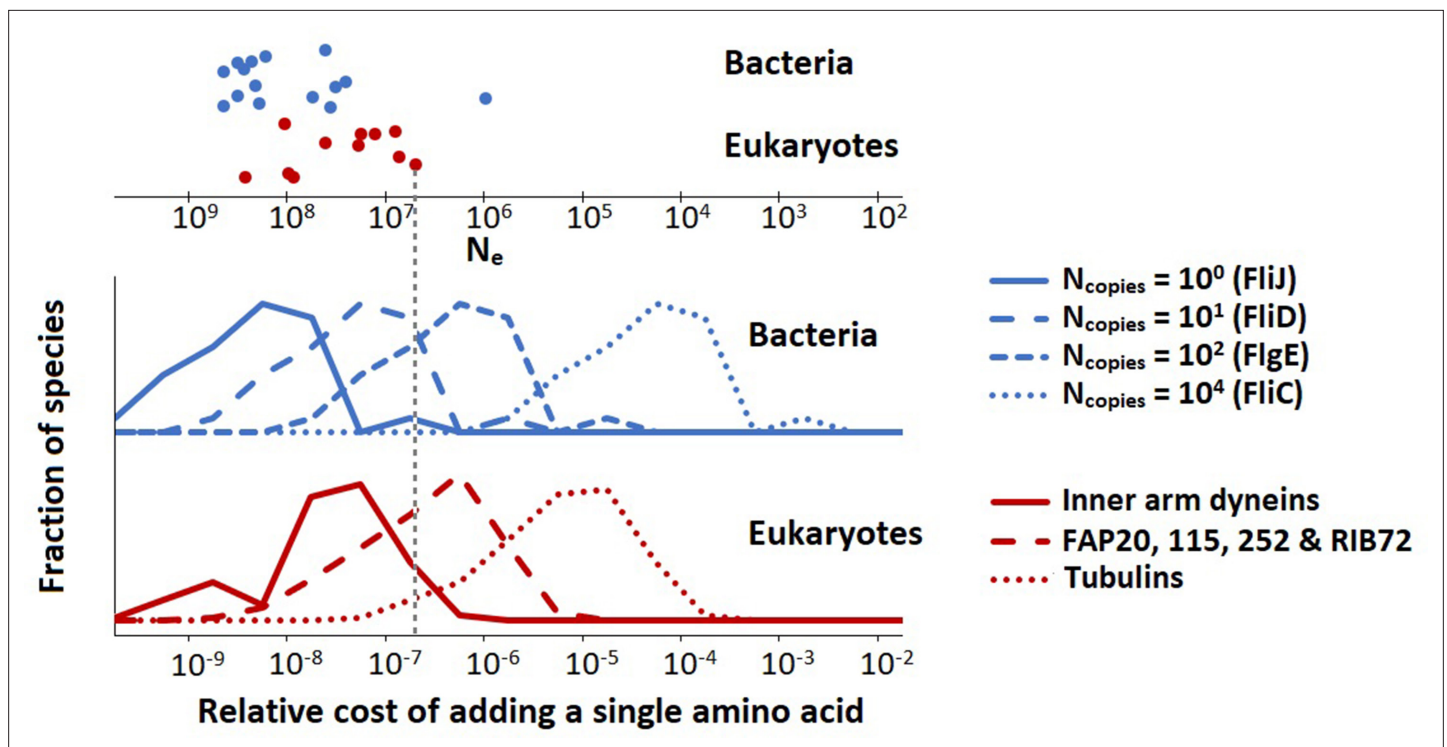 Bacteria
Eukaryotes
10⁹ 10⁸ 10⁷ 10⁶ 10⁵ 10⁴ 10³ 10²
Nₑ
Fraction of species
Bacteria
Eukaryotes
N_copies = 10⁰ (FliJ)
N_copies = 10¹ (FliD)
N_copies = 10² (FlgE)
N_copies = 10⁴ (FliC)
Inner arm dyneins
FAP20, 115, 252 & RIB72
Tubulins
10⁻⁹ 10⁻⁸ 10⁻⁷ 10⁻⁶ 10⁻⁵ 10⁻⁴ 10⁻³ 10⁻²
Relative cost of adding a single amino acid